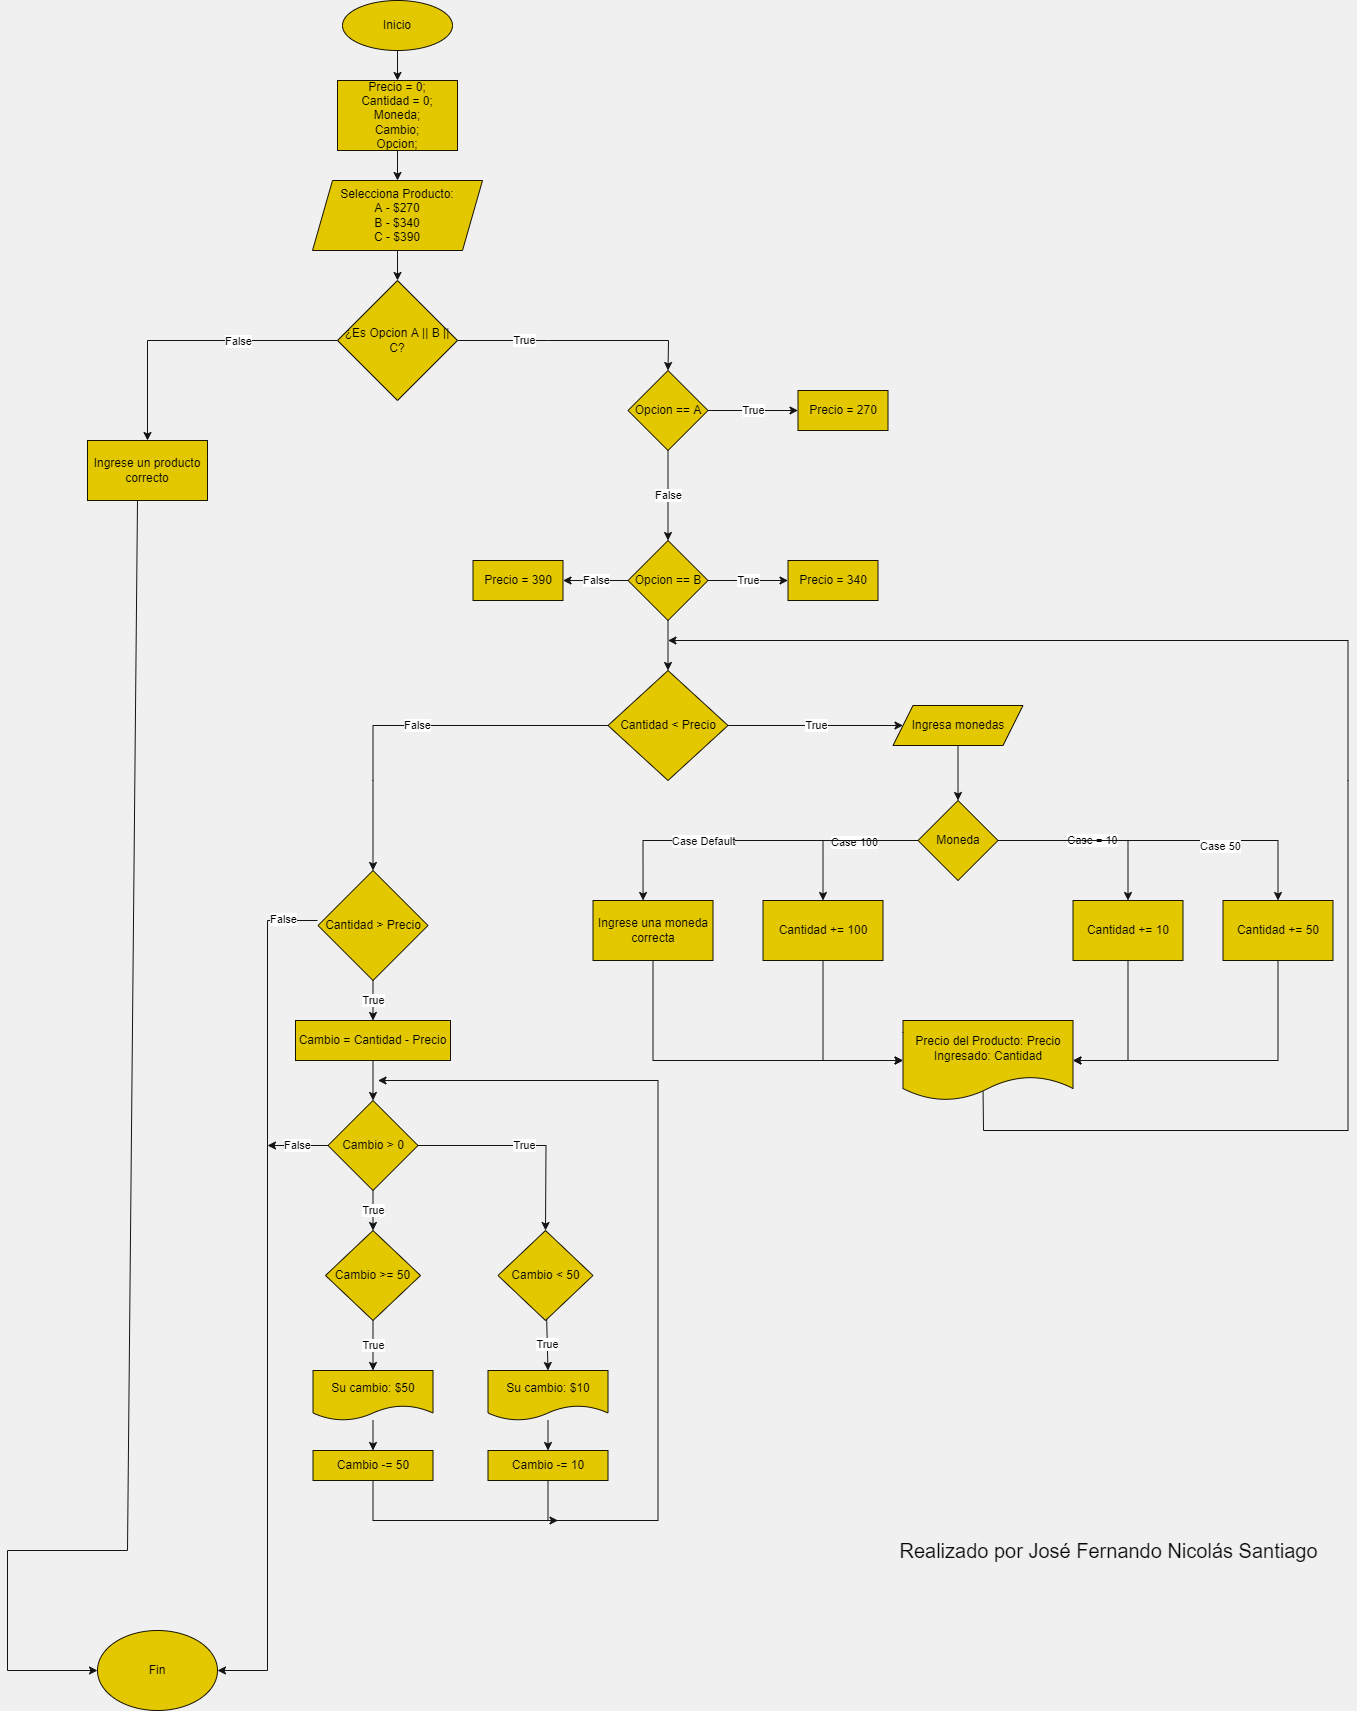 Inicio
Precio = 0;
Cantidad = 0;
Moneda;
Cambio;
Opcion;
Selecciona Producto:
A - $270
B - $340
C - $390
¿Es Opcion A || B ||
C?
False
True
Opcion == A
True
Precio = 270
Ingrese un producto
correcto
False
Precio = 390
False
Opcion == B
True
Precio = 340
Cantidad < Precio
False
True
Ingresa monedas
Moneda
Case Default
Case 100
Case = 10
Case 50
Ingrese una moneda
correcta
Cantidad += 100
Cantidad += 10
Cantidad += 50
False
Cantidad > Precio
True
Cambio = Cantidad - Precio
Precio del Producto: Precio
Ingresado: Cantidad
False
Cambio > 0
True
True
Cambio >= 50
Cambio < 50
True
True
Su cambio: $50
Su cambio: $10
Cambio -= 50
Cambio -= 10
Realizado por José Fernando Nicolás Santiago
Fin